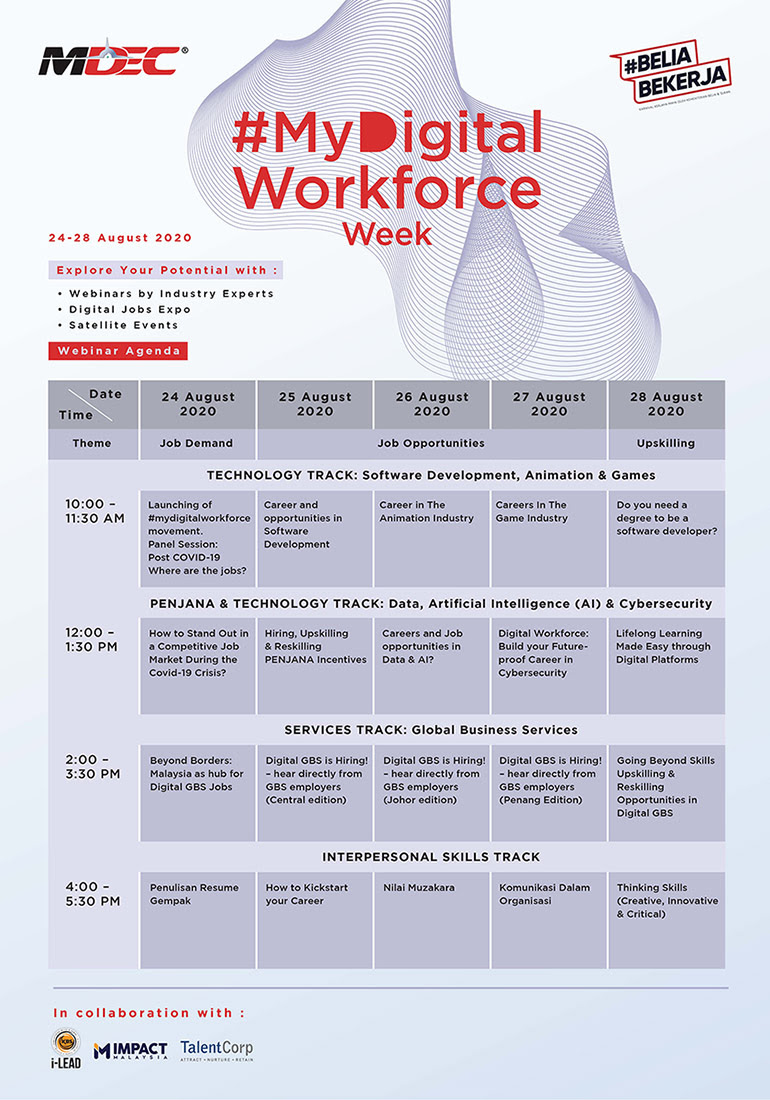 MDEC®
#BELIA
BEKERJA
#MyDigital
Workforce
Week
24-28 August 2020
Explore Your Potential with :
• Webinars by Industry Experts
• Digital Jobs Expo
• Satellite Events
Webinar Agenda
Date
Time
24 August
2020
25 August
2020
26 August
2020
27 August
2020
28 August
2020
Theme
Job Demand
Job Opportunities
Upskilling
TECHNOLOGY TRACK: Software Development, Animation & Games
10:00 –
11:30 AM
Launching of
#mydigitalworkforce
movement.
Panel Session:
Post COVID-19
Where are the jobs?
Career and
opportunities in
Software
Development
Career in The
Animation Industry
Careers In The
Game Industry
Do you need a
degree to be a
software developer?
PENJANA & TECHNOLOGY TRACK: Data, Artificial Intelligence (AI) & Cybersecurity
12:00 –
1:30 PM
How to Stand Out in
a Competitive Job
Market During the
Covid-19 Crisis?
Hiring, Upskilling
& Reskilling
PENJANA Incentives
Careers and Job
opportunities in
Data & AI?
Digital Workforce:
Build your Future-
proof Career in
Cybersecurity
Lifelong Learning
Made Easy through
Digital Platforms
SERVICES TRACK: Global Business Services
2:00 –
3:30 PM
Beyond Borders:
Malaysia as hub for
Digital GBS Jobs
Digital GBS is Hiring!
– hear directly from
GBS employers
(Central edition)
Digital GBS is Hiring!
– hear directly from
GBS employers
(Johor edition)
Digital GBS is Hiring!
– hear directly from
GBS employers
(Penang Edition)
Going Beyond Skills
Upskilling &
Reskilling
Opportunities in
Digital GBS
INTERPERSONAL SKILLS TRACK
4:00 –
5:30 PM
Penulisan Resume
Gempak
How to Kickstart
your Career
Nilai Muzakara
Komunikasi Dalam
Organisasi
Thinking Skills
(Creative, Innovative
& Critical)
In collaboration with :
i-LEAD
IMPACT
MALAYSIA
TalentCorp
ATTRACT • NURTURE • RETAIN